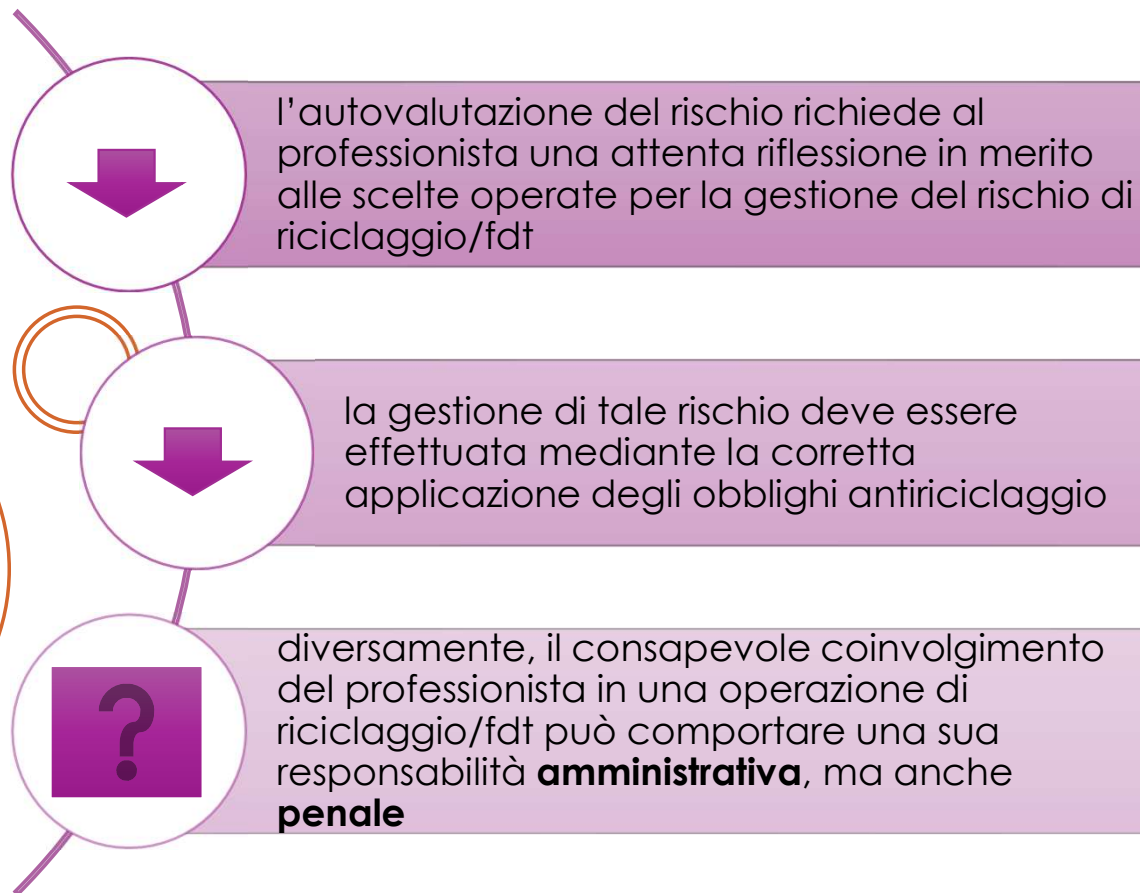 l’autovalutazione del rischio richiede al
professionista una attenta riflessione in merito
alle scelte operate per la gestione del rischio di
riciclaggio/fdt
la gestione di tale rischio deve essere
effettuata mediante la corretta
applicazione degli obblighi antiriciclaggio
?
diversamente, il consapevole coinvolgimento
del professionista in una operazione di
riciclaggio/fdt può comportare una sua
responsabilità amministrativa, ma anche
penale